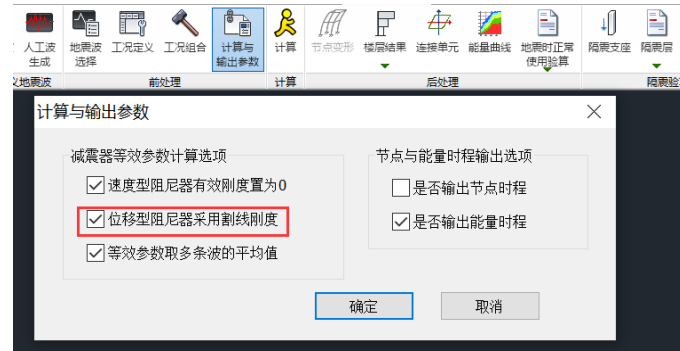 人工波 地震波 工况定义 工况组合 计算与 计算 节点变形 楼层结果 连接单元 能量曲线 地震时正常 隔震支座 隔震层
生成 选择 输出参数 使用验算
义地震波 前处理 计算 后处理 隔震验
计算与输出参数
减震器等效参数计算选项 节点与能量时程输出选项
速度型阻尼器有效刚度置为0 是否输出节点时程
位移型阻尼器采用割线刚度 是否输出能量时程
等效参数取多条波的平均值
确定 取消